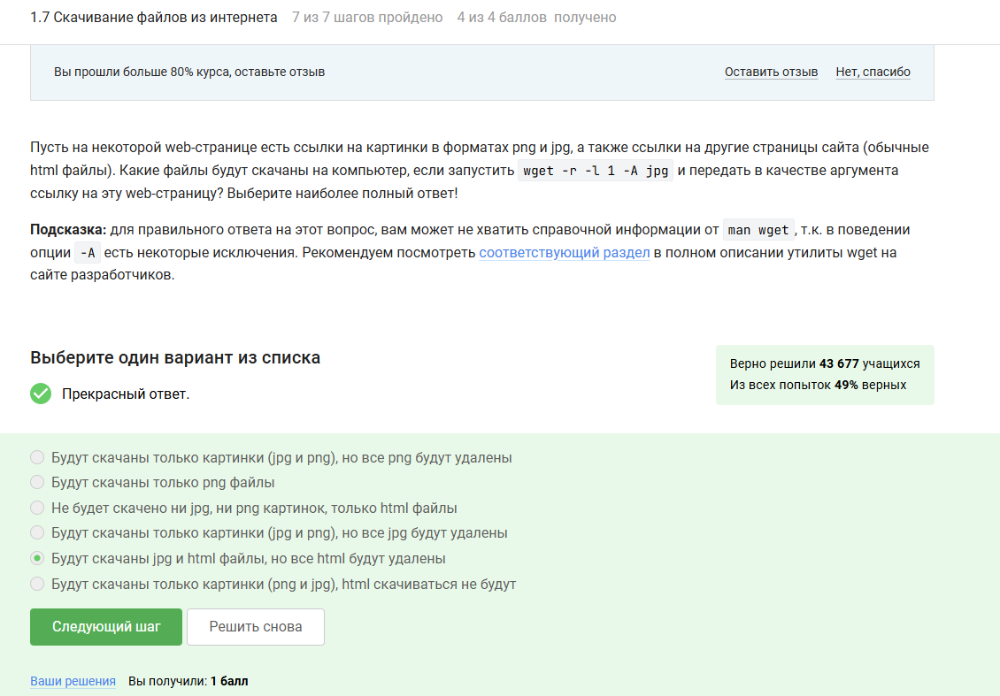 1.7 Скачивание файлов из интернета 7 из 7 шагов пройдено 4 из 4 баллов получено
Вы прошли больше 80% курса, оставьте отзыв Оставить отзыв Нет, спасибо
Пусть на некоторой web-странице есть ссылки на картинки в форматах png и jpg, а также ссылки на другие страницы сайта (обычные
html файлы). Какие файлы будут скачаны на компьютер, если запустить wget -r -l 1 -A jpg и передать в качестве аргумента
ссылку на эту web-страницу? Выберите наиболее полный ответ!
Подсказка: для правильного ответа на этот вопрос, вам может не хватить справочной информации от man wget, т.к. в поведении
опции -A есть некоторые исключения. Рекомендуем посмотреть соответствующий раздел в полном описании утилиты wget на
сайте разработчиков.
Выберите один вариант из списка
Прекрасный ответ.
Верно решили 43 677 учащихся
Из всех попыток 49% верных
Будут скачаны только картинки (jpg и png), но все png будут удалены
Будут скачаны только png файлы
Не будет скачено ни jpg, ни png картинок, только html файлы
Будут скачаны только картинки (jpg и png), но все jpg будут удалены
Будут скачаны jpg и html файлы, но все html будут удалены
Будут скачаны только картинки (png и jpg), html скачиваться не будут
Следующий шаг Решить снова
Ваши решения Вы получили: 1 балл